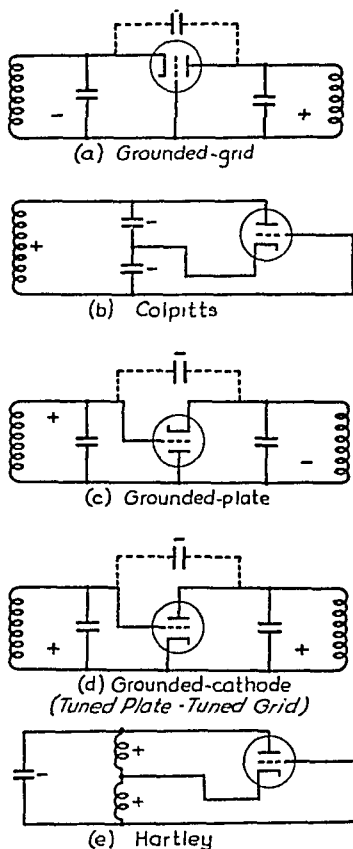 (a) Grounded-grid
(b) Colpitts
(c) Grounded-plate
(d) Grounded-cathode
(Tuned Plate - Tuned Grid)
(e) Hartley